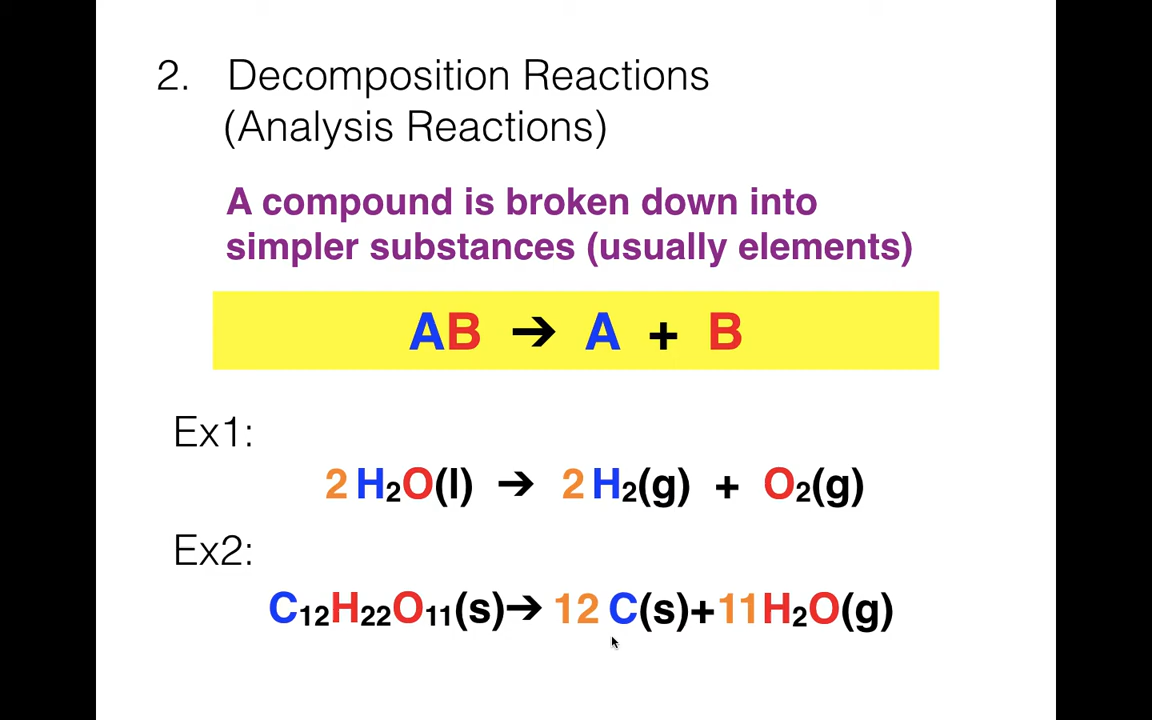 2. Decomposition Reactions
(Analysis Reactions)
A compound is broken down into
simpler substances (usually elements)
AB ➔ A + B
Ex1:
2 H₂O(l) ➔ 2 H₂(g) + O₂(g)
Ex2:
C₁₂H₂₂O₁₁(s)➔ 12 C(s)+11H₂O(g)